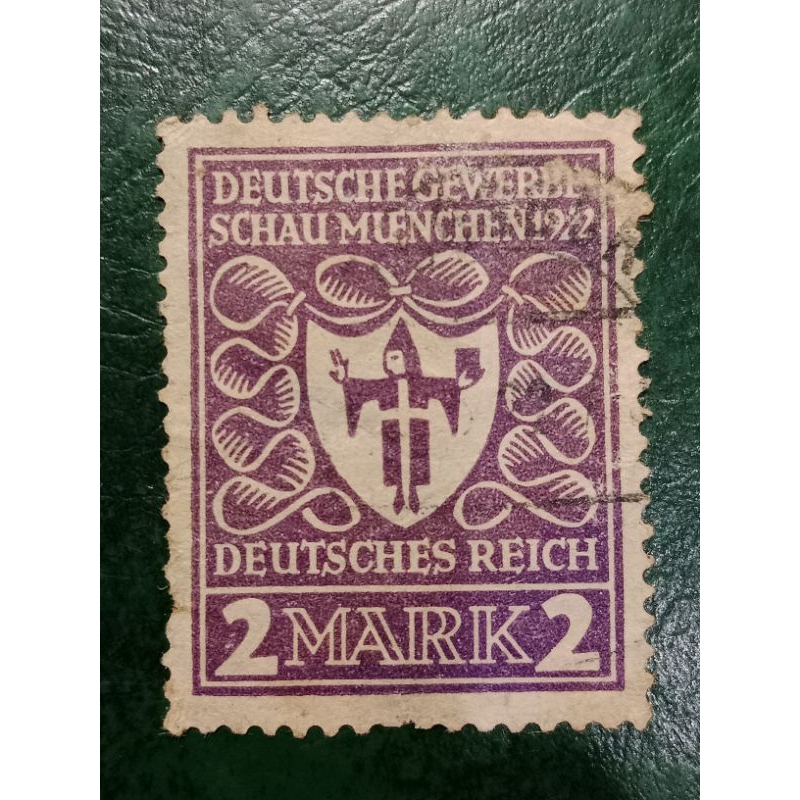 DEUTSCHE GEWERBE
SCHAU MUENCHEN 1922
DEUTSCHES REICH
2 MARK 2